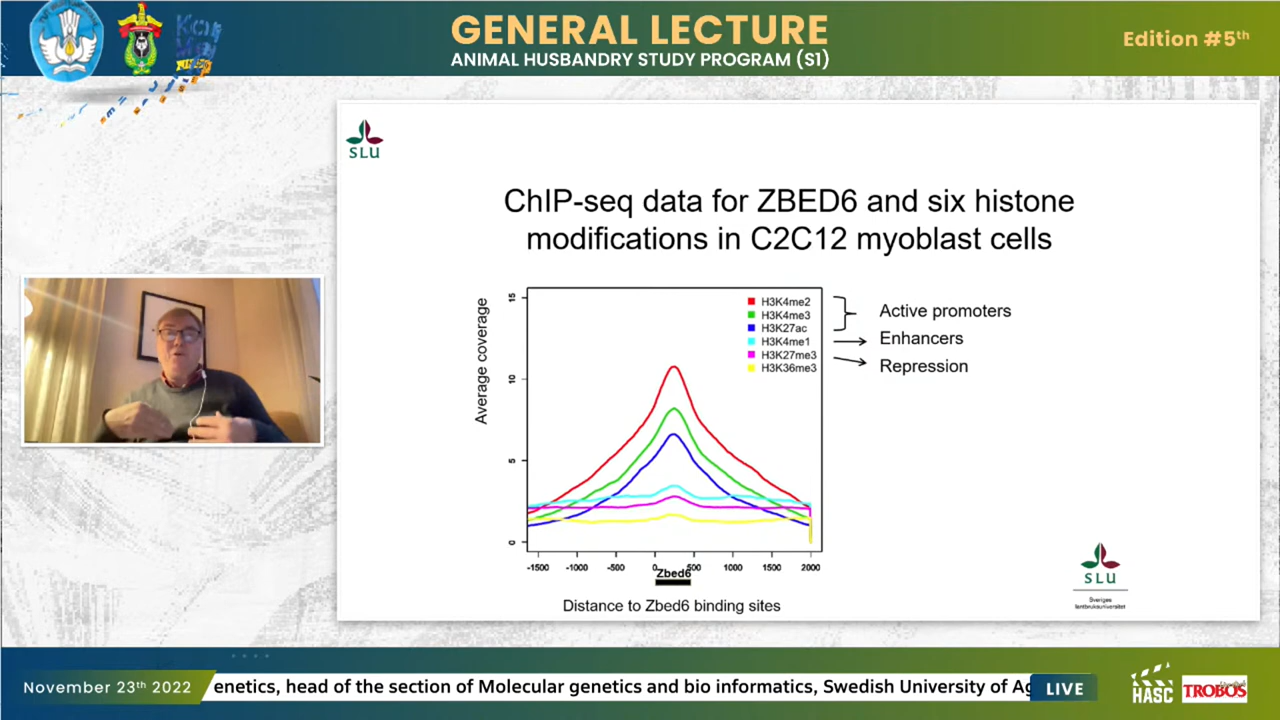 GENERAL LECTURE
ANIMAL HUSBANDRY STUDY PROGRAM (S1)
Edition #5th
SLU
ChIP-seq data for ZBED6 and six histone
modifications in C2C12 myoblast cells
Average coverage
15
10
5
0
H3K4me2
H3K4me3
H3K27ac
H3K4me1
H3K27me3
H3K36me3
Active promoters
Enhancers
Repression
-1500 -1000 -500 0 500 1000 1500 2000
Zbed6
Distance to Zbed6 binding sites
SLU
Sveriges
lantbruksuniversitet
November 23th 2022
enetics, head of the section of Molecular genetics and bio informatics, Swedish University of Ag
LIVE
HASC
TROBOS